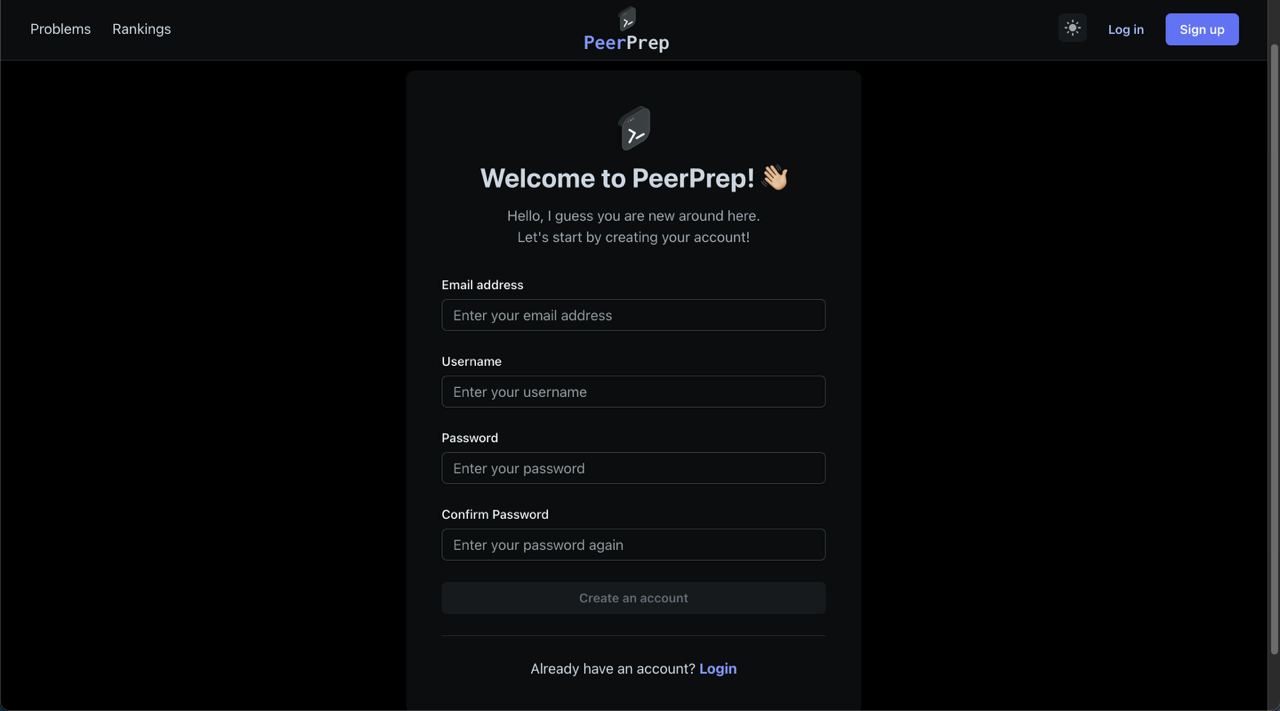 Problems
Rankings
PeerPrep
Log in
Sign up
Welcome to PeerPrep! 👋🏼
Hello, I guess you are new around here.
Let's start by creating your account!
Email address
Enter your email address
Username
Enter your username
Password
Enter your password
Confirm Password
Enter your password again
Create an account
Already have an account? Login